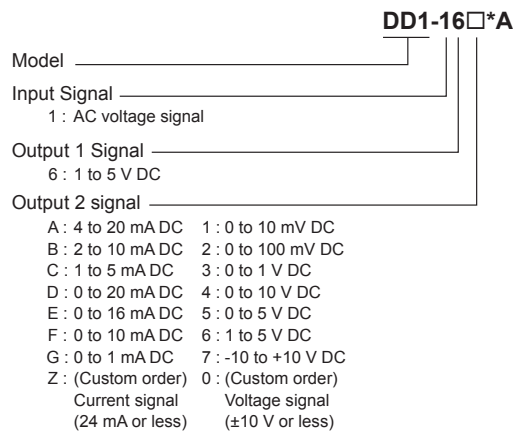 DD1-16□*A
Model
Input Signal
1 : AC voltage signal
Output 1 Signal
6 : 1 to 5 V DC
Output 2 signal
A : 4 to 20 mA DC 1 : 0 to 10 mV DC
B : 2 to 10 mA DC 2 : 0 to 100 mV DC
C : 1 to 5 mA DC 3 : 0 to 1 V DC
D : 0 to 20 mA DC 4 : 0 to 10 V DC
E : 0 to 16 mA DC 5 : 0 to 5 V DC
F : 0 to 10 mA DC 6 : 1 to 5 V DC
G : 0 to 1 mA DC 7 : -10 to +10 V DC
Z : (Custom order) 0 : (Custom order)
Current signal Voltage signal
(24 mA or less) (±10 V or less)